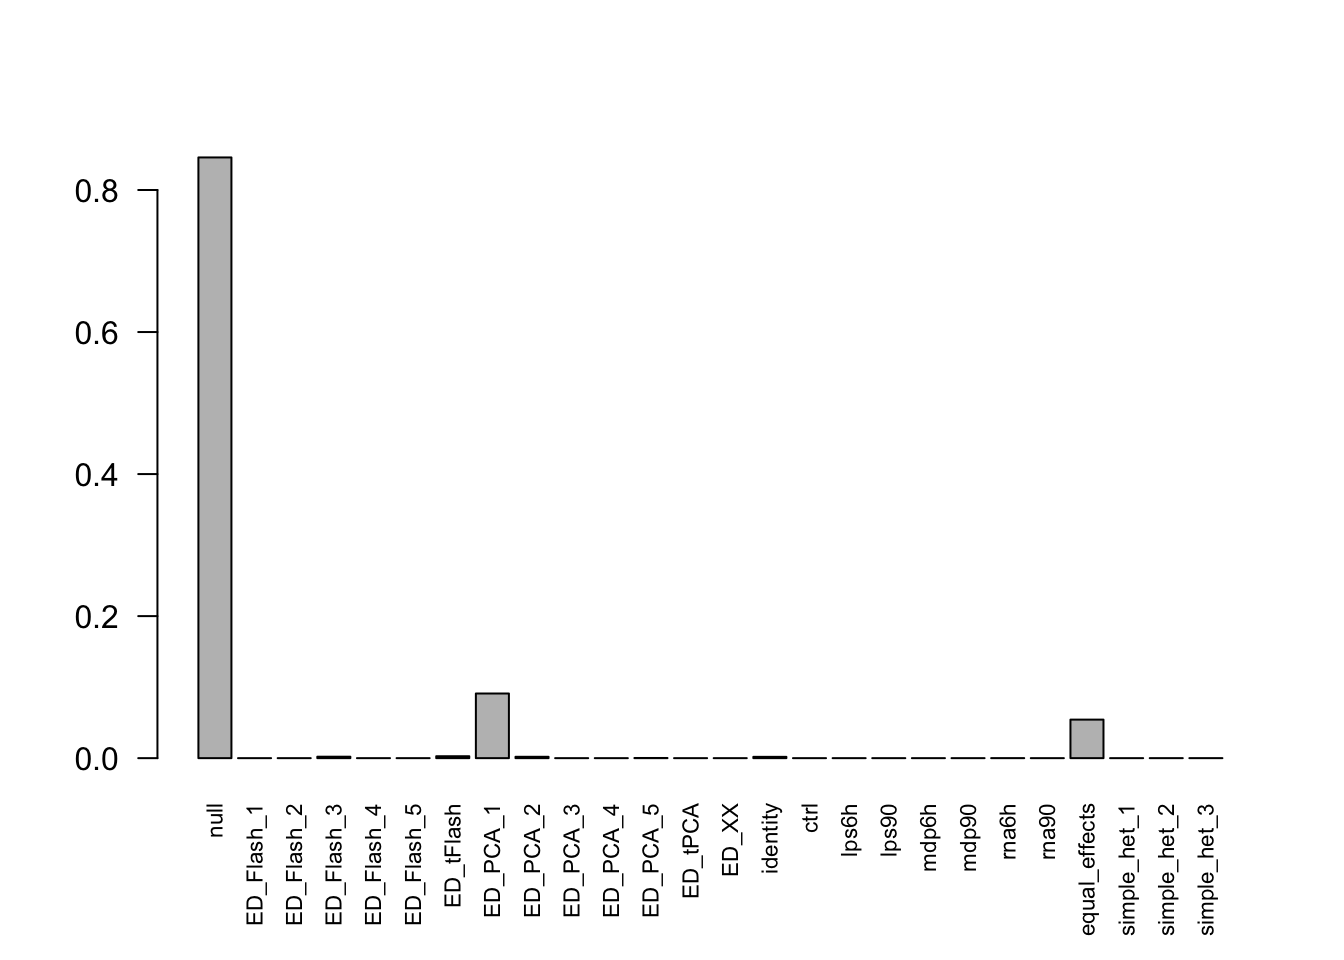 0.8
0.6
0.4
0.2
0.0
null
ED_Flash_1
ED_Flash_2
ED_Flash_3
ED_Flash_4
ED_Flash_5
ED_tFlash
ED_PCA_1
ED_PCA_2
ED_PCA_3
ED_PCA_4
ED_PCA_5
ED_tPCA
ED_XX
identity
ctrl
lps6h
lps90
mdp6h
mdp90
rna6h
rna90
equal_effects
simple_het_1
simple_het_2
simple_het_3